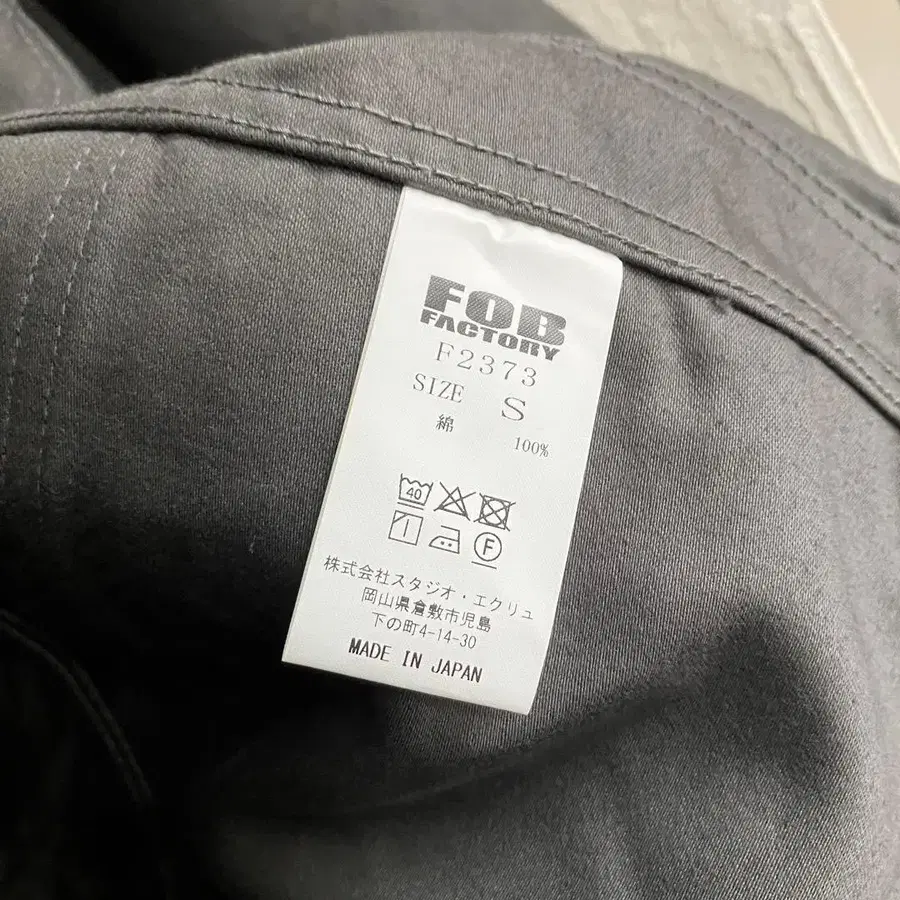 FOB
FACTORY
F2373
SIZE S
綿 100%
40
F
株式会社スタジオ・エクリュ
岡山県倉敷市児島
下の町4-14-30
MADE IN JAPAN